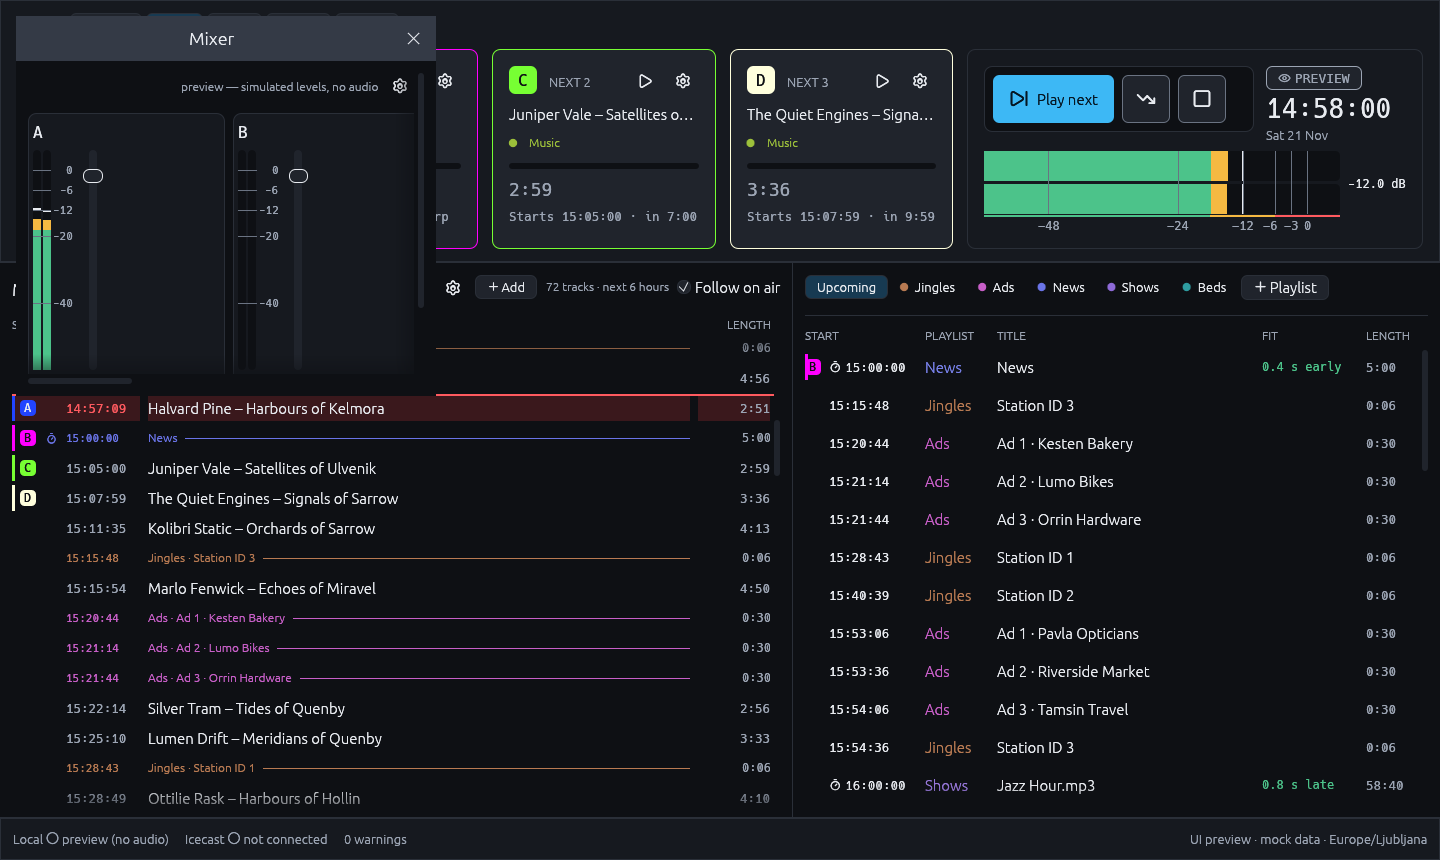 Mixer
preview — simulated levels, no audio
A
B
0
-6
-12
-20
-40
0
-6
-12
-20
-40
C NEXT 2
Juniper Vale – Satellites o...
Music
2:59
Starts 15:05:00 · in 7:00
D NEXT 3
The Quiet Engines – Signa...
Music
3:36
Starts 15:07:59 · in 9:59
Play next
PREVIEW
14:58:00
Sat 21 Nov
-12.0 dB
-48 -24 -12 -6 -3 0
+ Add 72 tracks · next 6 hours Follow on air
LENGTH
0:06
4:56
A 14:57:09 Halvard Pine – Harbours of Kelmora 2:51
B 15:00:00 News 5:00
C 15:05:00 Juniper Vale – Satellites of Ulvenik 2:59
D 15:07:59 The Quiet Engines – Signals of Sarrow 3:36
15:11:35 Kolibri Static – Orchards of Sarrow 4:13
15:15:48 Jingles · Station ID 3 0:06
15:15:54 Marlo Fenwick – Echoes of Miravel 4:50
15:20:44 Ads · Ad 1 · Kesten Bakery 0:30
15:21:14 Ads · Ad 2 · Lumo Bikes 0:30
15:21:44 Ads · Ad 3 · Orrin Hardware 0:30
15:22:14 Silver Tram – Tides of Quenby 2:56
15:25:10 Lumen Drift – Meridians of Quenby 3:33
15:28:43 Jingles · Station ID 1 0:06
15:28:49 Ottilie Rask – Harbours of Hollin 4:10
Upcoming Jingles Ads News Shows Beds + Playlist
START PLAYLIST TITLE FIT LENGTH
B 15:00:00 News News 0.4 s early 5:00
15:15:48 Jingles Station ID 3 0:06
15:20:44 Ads Ad 1 · Kesten Bakery 0:30
15:21:14 Ads Ad 2 · Lumo Bikes 0:30
15:21:44 Ads Ad 3 · Orrin Hardware 0:30
15:28:43 Jingles Station ID 1 0:06
15:40:39 Jingles Station ID 2 0:06
15:53:06 Ads Ad 1 · Pavla Opticians 0:30
15:53:36 Ads Ad 2 · Riverside Market 0:30
15:54:06 Ads Ad 3 · Tamsin Travel 0:30
15:54:36 Jingles Station ID 3 0:06
16:00:00 Shows Jazz Hour.mp3 0.8 s late 58:40
Local preview (no audio) Icecast not connected 0 warnings
UI preview · mock data · Europe/Ljubljana